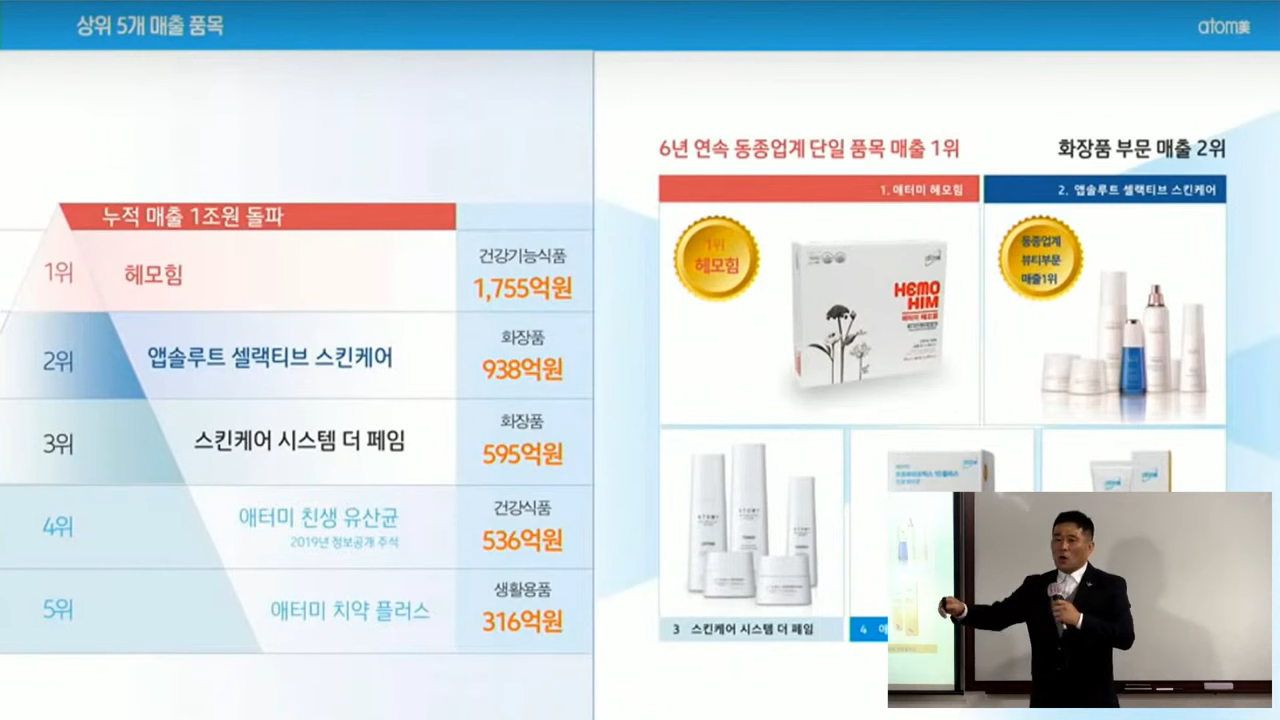 상위 5개 매출 품목
atom美
누적 매출 1조원 돌파
1위
헤모힘
건강기능식품
1,755억원
2위
앱솔루트 셀랙티브 스킨케어
화장품
938억원
3위
스킨케어 시스템 더 페임
화장품
595억원
4위
애터미 친생 유산균
2019년 정보공개 주석
건강식품
536억원
5위
애터미 치약 플러스
생활용품
316억원
6년 연속 동종업계 단일 품목 매출 1위
화장품 부문 매출 2위
1. 애터미 헤모힘
2. 앱솔루트 셀랙티브 스킨케어
1위
헤모힘
HEMO
HIM
애터미 헤모힘
동종업계
뷰티부문
매출1위
3 스킨케어 시스템 더 페임
4 애